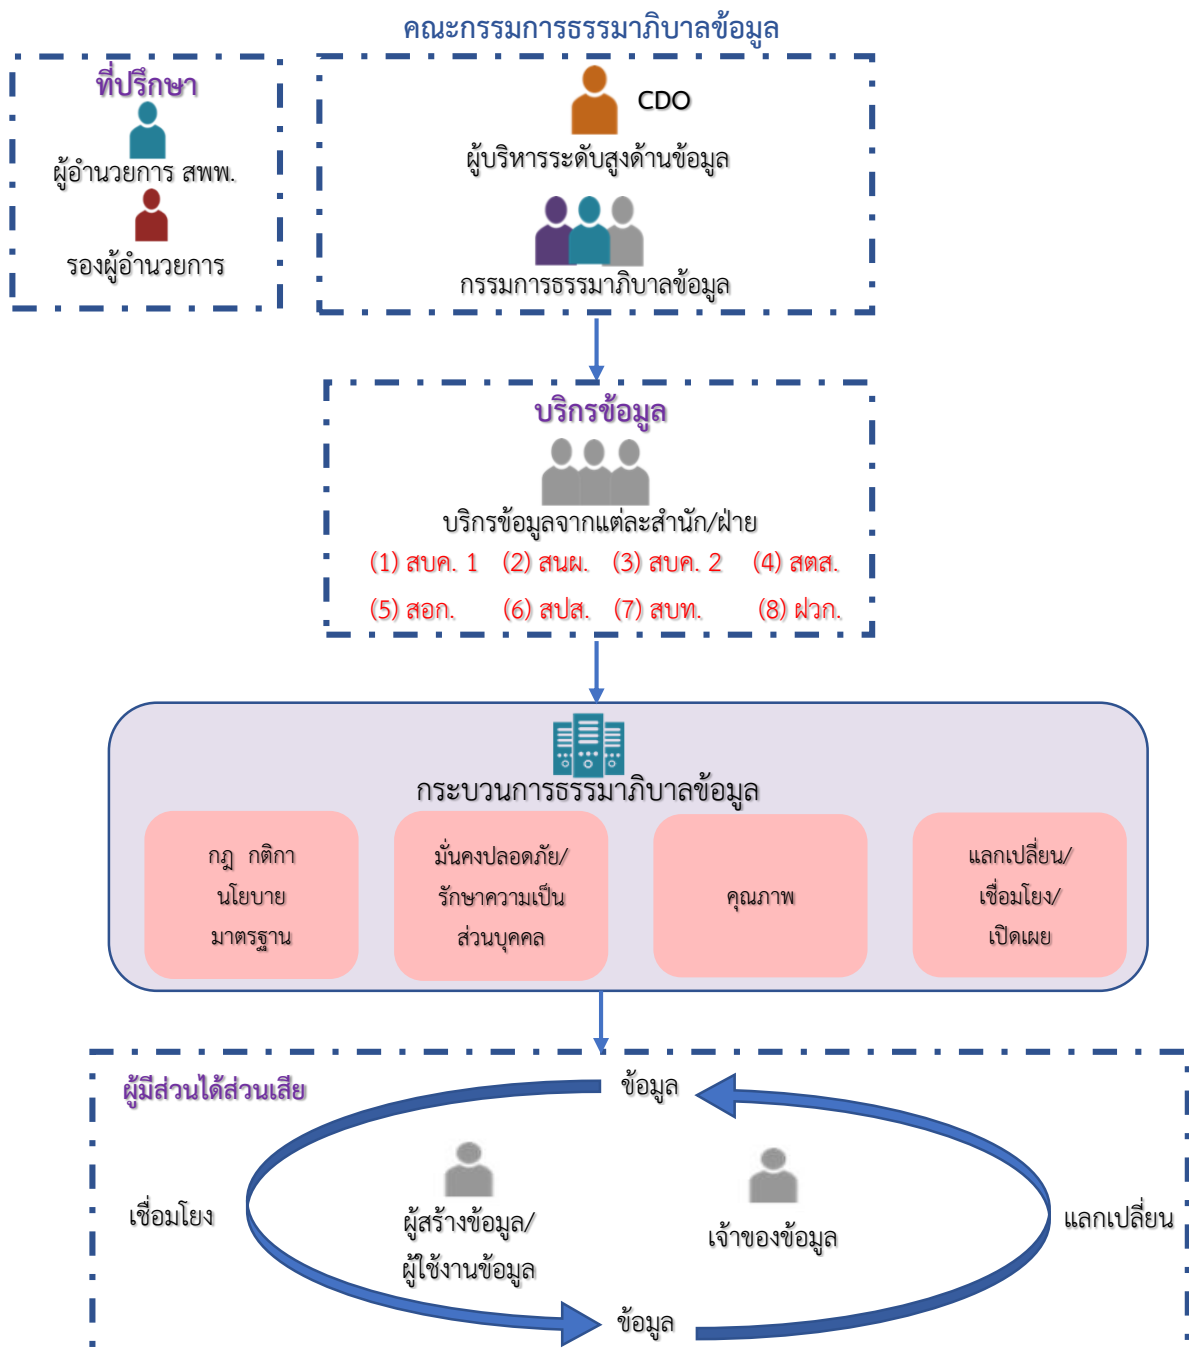 คณะกรรมการธรรมาภิบาลข้อมูล
ที่ปรึกษา
ผู้อำนวยการ สพพ.
รองผู้อำนวยการ
CDO
ผู้บริหารระดับสูงด้านข้อมูล
กรรมการธรรมาภิบาลข้อมูล
บริกรข้อมูล
บริกรข้อมูลจากแต่ละสำนัก/ฝ่าย
(1) สบค. 1 (2) สนผ. (3) สบค. 2 (4) สตส.
(5) สอก. (6) สปส. (7) สบท. (8) ฝวก.
กระบวนการธรรมาภิบาลข้อมูล
กฎ กติกา
นโยบาย
มาตรฐาน
มั่นคงปลอดภัย/
รักษาความเป็น
ส่วนบุคคล
คุณภาพ
แลกเปลี่ยน/
เชื่อมโยง/
เปิดเผย
ผู้มีส่วนได้ส่วนเสีย
ข้อมูล
เชื่อมโยง
ผู้สร้างข้อมูล/
ผู้ใช้งานข้อมูล
เจ้าของข้อมูล
แลกเปลี่ยน
ข้อมูล